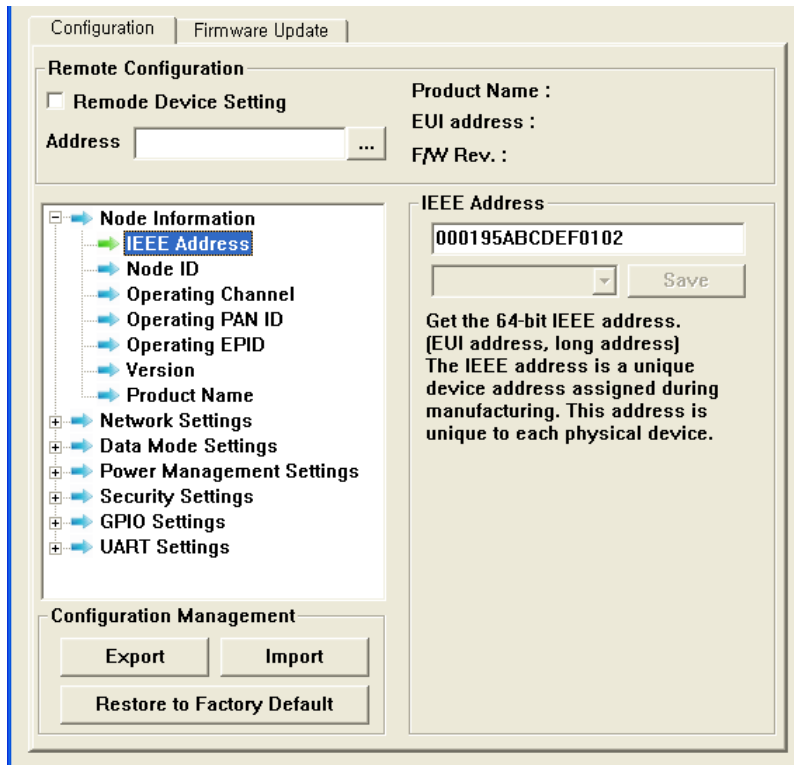 Configuration
Firmware Update
Remote Configuration
Remode Device Setting
Address
...
Product Name :
EUI address :
F/W Rev. :
Node Information
IEEE Address
Node ID
Operating Channel
Operating PAN ID
Operating EPID
Version
Product Name
Network Settings
Data Mode Settings
Power Management Settings
Security Settings
GPIO Settings
UART Settings
Configuration Management
Export
Import
Restore to Factory Default
IEEE Address
000195ABCDEF0102
Save
Get the 64-bit IEEE address.
(EUI address, long address)
The IEEE address is a unique
device address assigned during
manufacturing. This address is
unique to each physical device.